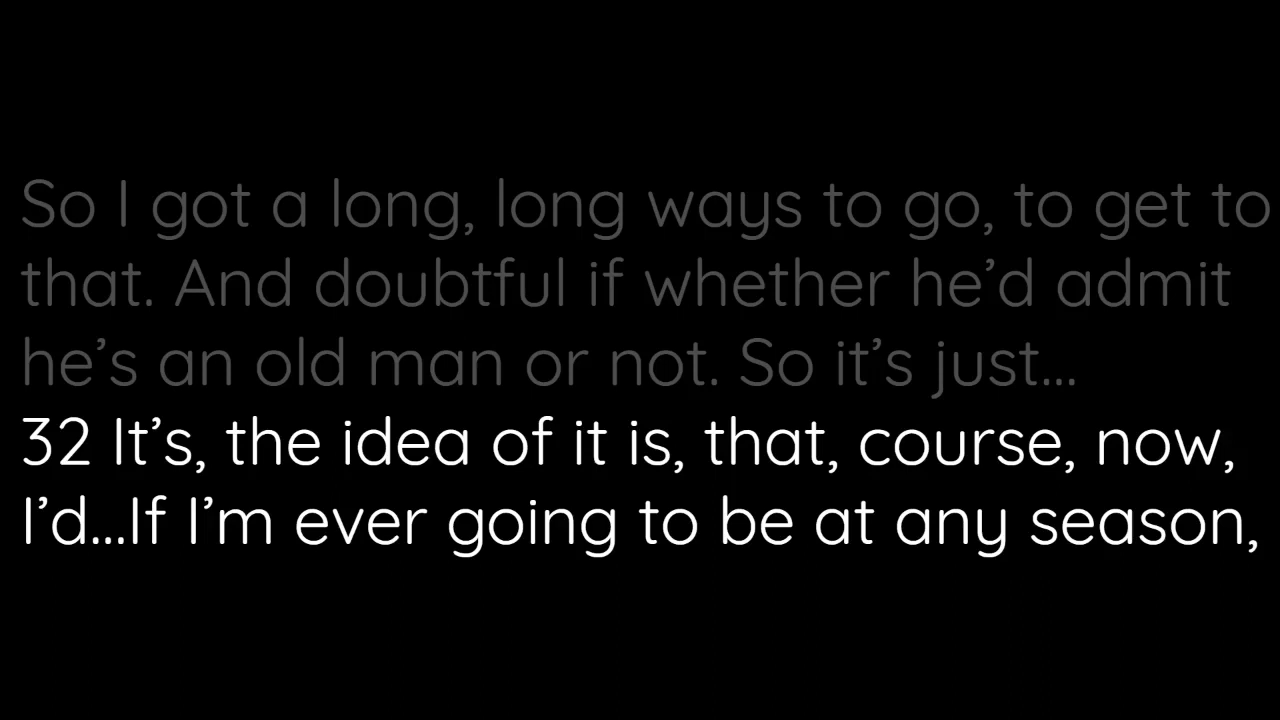 So I got a long, long ways to go, to get to
that. And doubtful if whether he’d admit
he’s an old man or not. So it’s just...
32 It’s, the idea of it is, that, course, now,
I’d...If I’m ever going to be at any season,